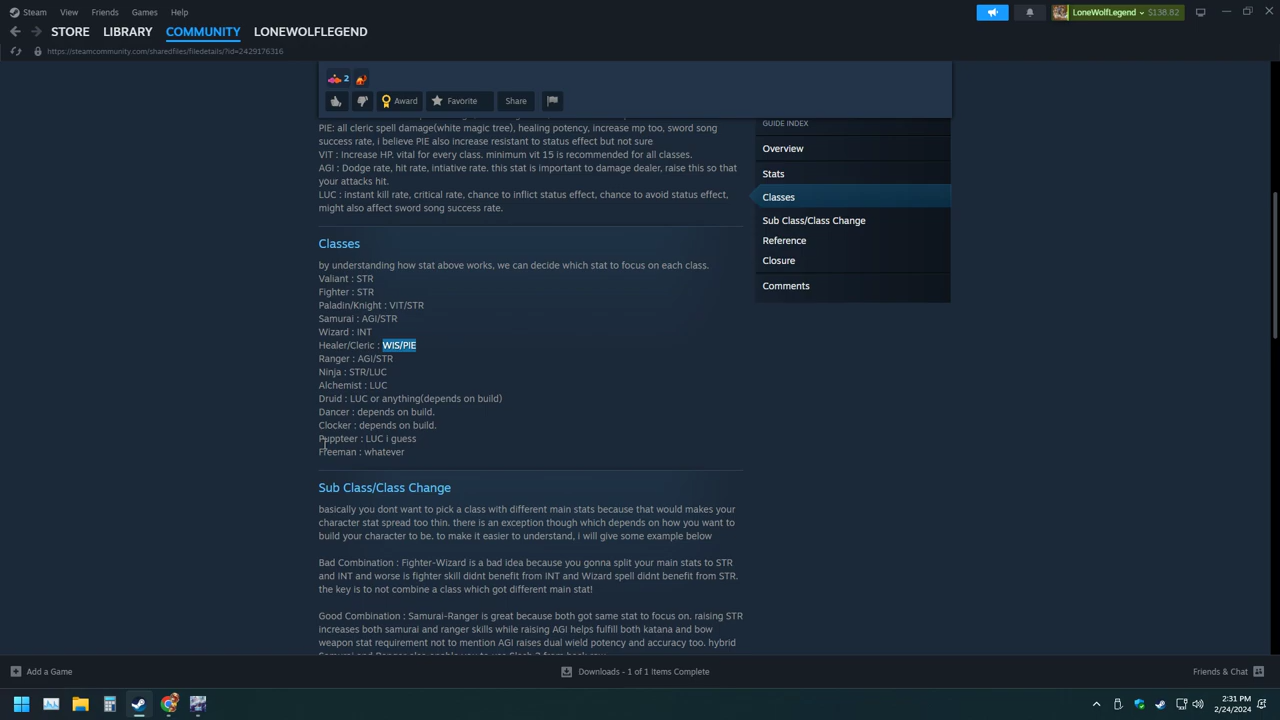 Steam View Friends Games Help
LoneWolfLegend $138.82
STORE LIBRARY COMMUNITY LONEWOLFLEGEND
https://steamcommunity.com/sharedfiles/filedetails/?id=2429176316
2
Award Favorite Share
PIE: all cleric spell damage(white magic tree), healing potency, increase mp too, sword song
success rate, i believe PIE also increase resistant to status effect but not sure
VIT : Increase HP. vital for every class. minimum vit 15 is recommended for all classes.
AGI : Dodge rate, hit rate, intiative rate. this stat is important to damage dealer, raise this so that
your attacks hit.
LUC : instant kill rate, critical rate, chance to inflict status effect, chance to avoid status effect,
might also affect sword song success rate.
Classes
by understanding how stat above works, we can decide which stat to focus on each class.
Valiant : STR
Fighter : STR
Paladin/Knight : VIT/STR
Samurai : AGI/STR
Wizard : INT
Healer/Cleric : WIS/PIE
Ranger : AGI/STR
Ninja : STR/LUC
Alchemist : LUC
Druid : LUC or anything(depends on build)
Dancer : depends on build.
Clocker : depends on build.
Puppteer : LUC i guess
Freeman : whatever
Sub Class/Class Change
basically you dont want to pick a class with different main stats because that would makes your
character stat spread too thin. there is an exception though which depends on how you want to
build your character to be. to make it easier to understand, i will give some example below
Bad Combination : Fighter-Wizard is a bad idea because you gonna split your main stats to STR
and INT and worse is fighter skill didnt benefit from INT and Wizard spell didnt benefit from STR.
the key is to not combine a class which got different main stat!
Good Combination : Samurai-Ranger is great because both got same stat to focus on. raising STR
increases both samurai and ranger skills while raising AGI helps fulfill both katana and bow
weapon stat requirement not to mention AGI raises dual wield potency and accuracy too. hybrid
GUIDE INDEX
Overview
Stats
Classes
Sub Class/Class Change
Reference
Closure
Comments
Add a Game
Downloads - 1 of 1 Items Complete
Friends & Chat
2:31 PM
2/24/2024